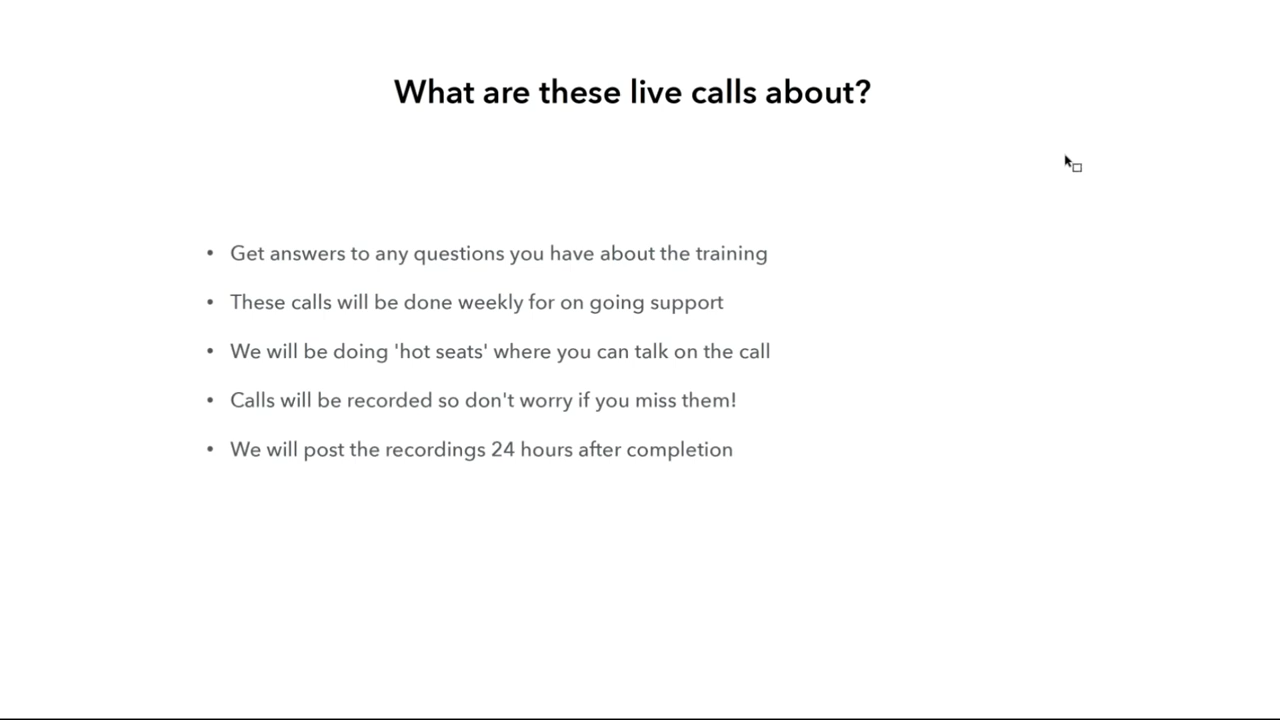 What are these live calls about?
• Get answers to any questions you have about the training
• These calls will be done weekly for on going support
• We will be doing 'hot seats' where you can talk on the call
• Calls will be recorded so don't worry if you miss them!
• We will post the recordings 24 hours after completion